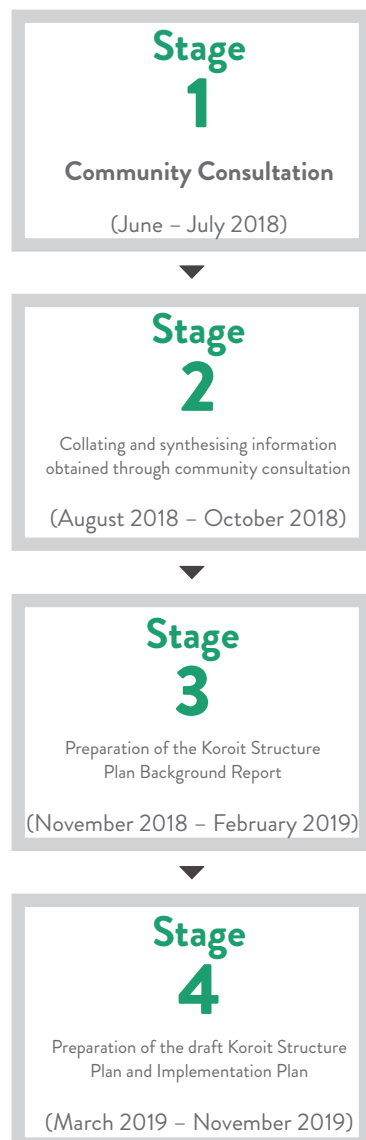 Stage
1
Community Consultation
(June – July 2018)
Stage
2
Collating and synthesising information
obtained through community consultation
(August 2018 – October 2018)
Stage
3
Preparation of the Koroit Structure
Plan Background Report
(November 2018 – February 2019)
Stage
4
Preparation of the draft Koroit Structure
Plan and Implementation Plan
(March 2019 – November 2019)